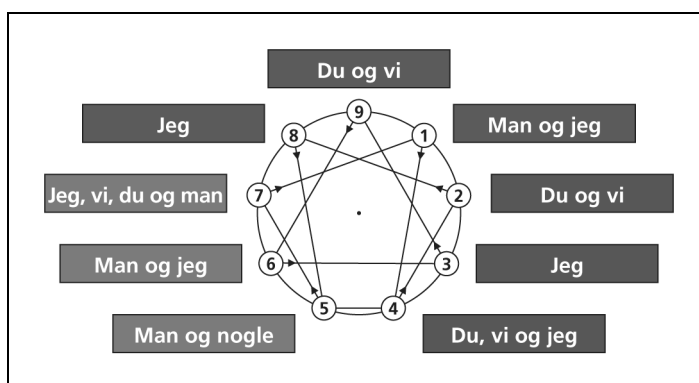 Du og vi
9
Jeg
8
1
Man og jeg
Jeg, vi, du og man
7
2
Du og vi
Man og jeg
6
3
Jeg
Man og nogle
5
4
Du, vi og jeg